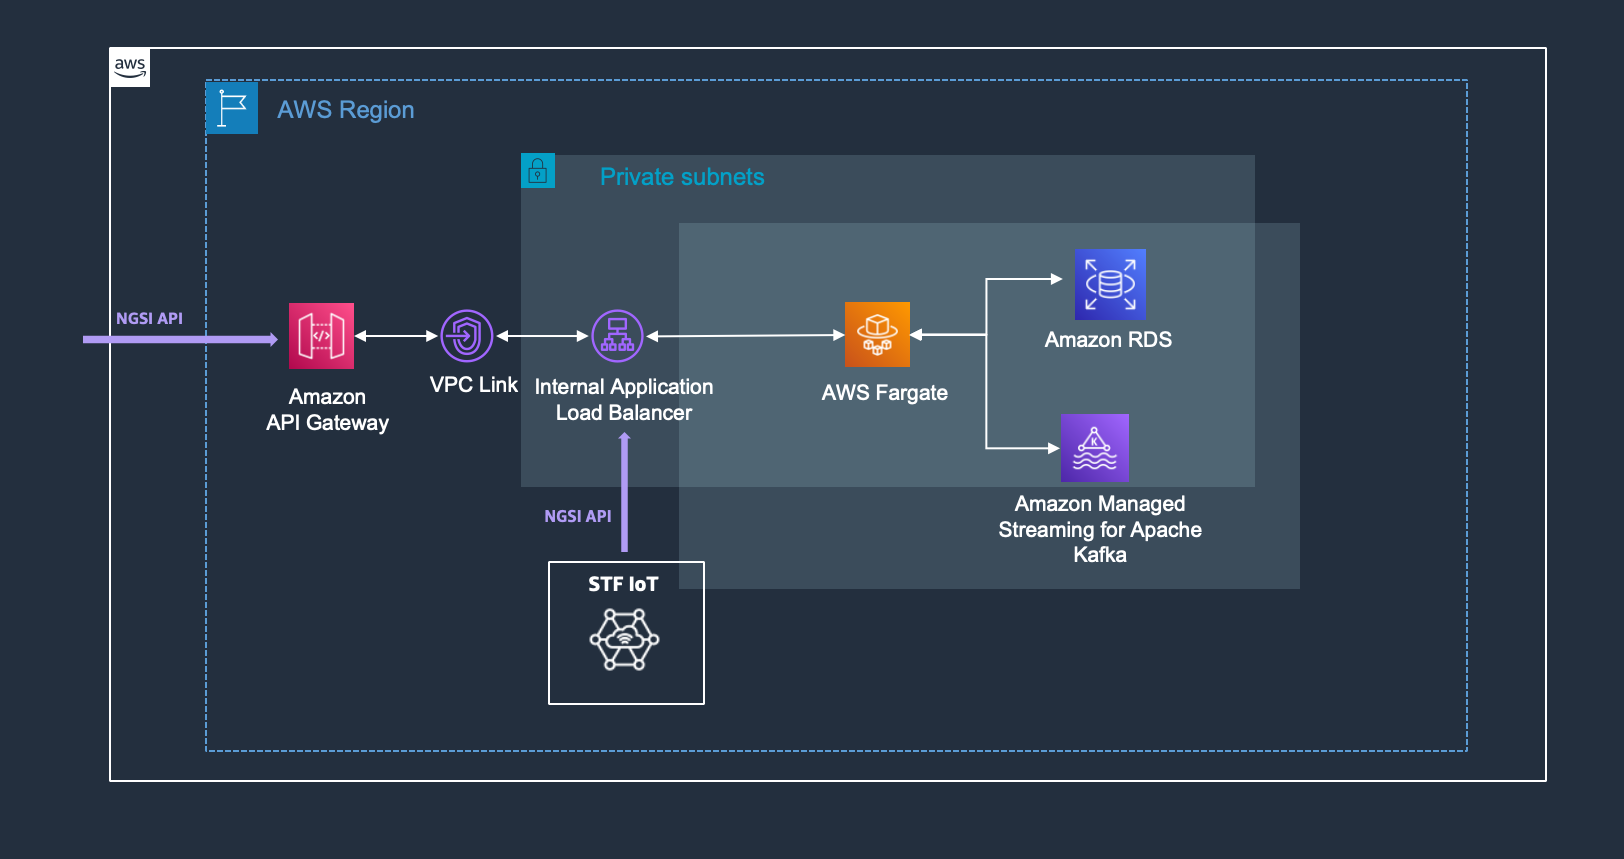 aws
AWS Region
Private subnets
NGSI API
Amazon
API Gateway
VPC Link
Internal Application
Load Balancer
AWS Fargate
Amazon RDS
K
Amazon Managed
Streaming for Apache
Kafka
NGSI API
STF IoT